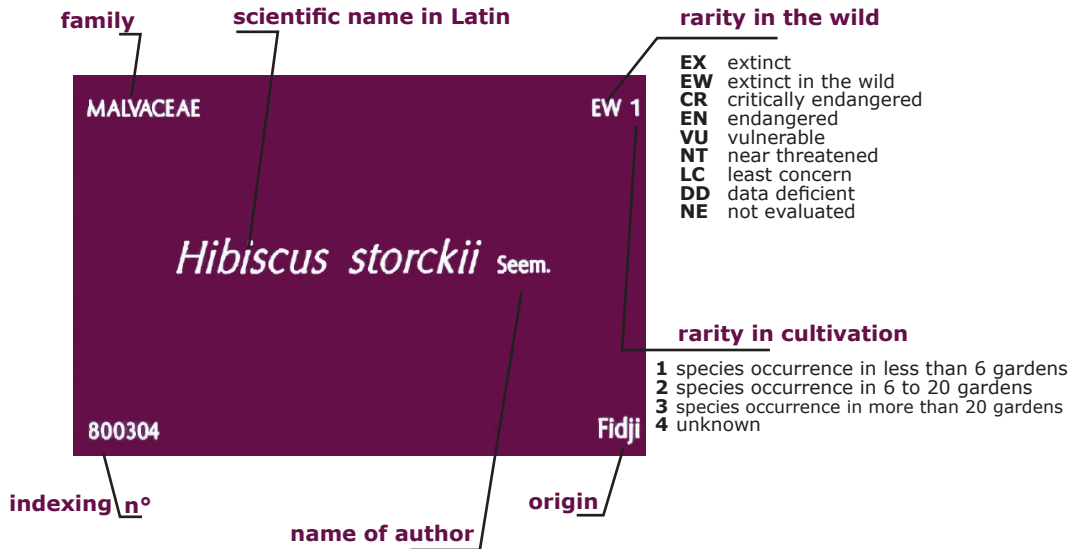 family
scientific name in Latin
rarity in the wild
EX extinct
EW extinct in the wild
CR critically endangered
EN endangered
VU vulnerable
NT near threatened
LC least concern
DD data deficient
NE not evaluated
MALVACEAE
EW 1
Hibiscus storckii Seem.
rarity in cultivation
1 species occurrence in less than 6 gardens
2 species occurrence in 6 to 20 gardens
3 species occurrence in more than 20 gardens
4 unknown
800304
Fidji
indexing n°
origin
name of author